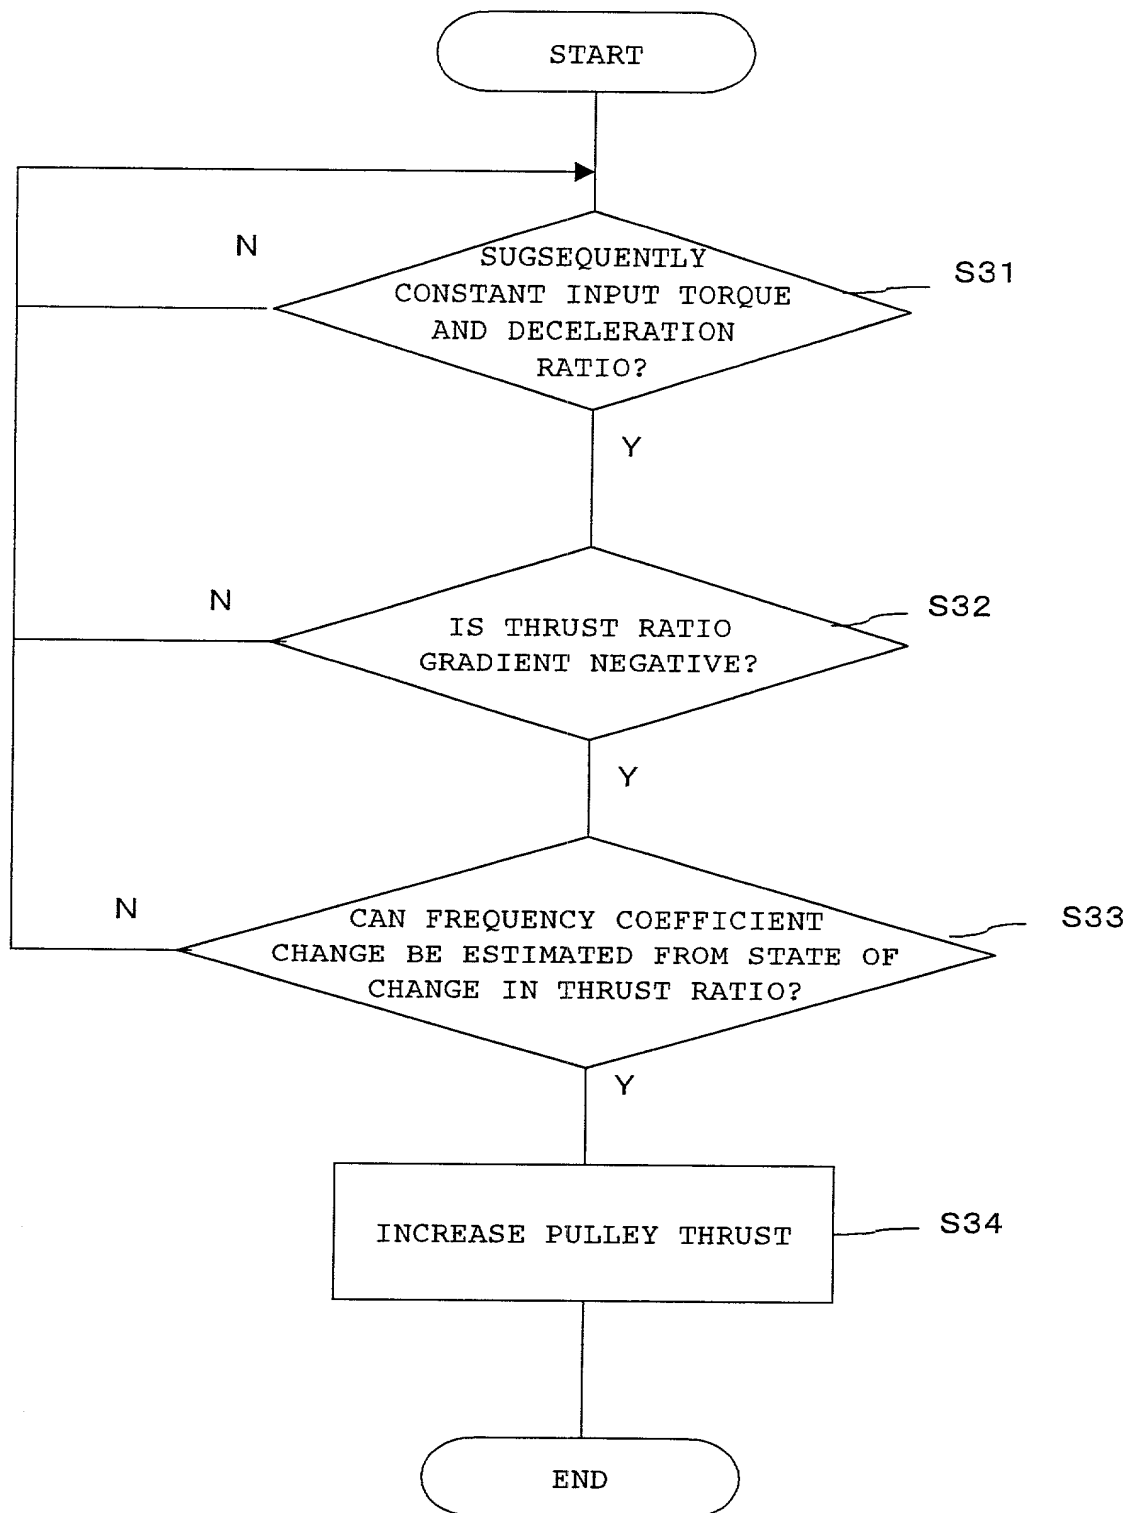 START
N
SUGSEQUENTLY
CONSTANT INPUT TORQUE
AND DECELERATION
RATIO?
S31
Y
N
IS THRUST RATIO
GRADIENT NEGATIVE?
S32
Y
N
CAN FREQUENCY COEFFICIENT
CHANGE BE ESTIMATED FROM STATE OF
CHANGE IN THRUST RATIO?
S33
Y
INCREASE PULLEY THRUST
S34
END